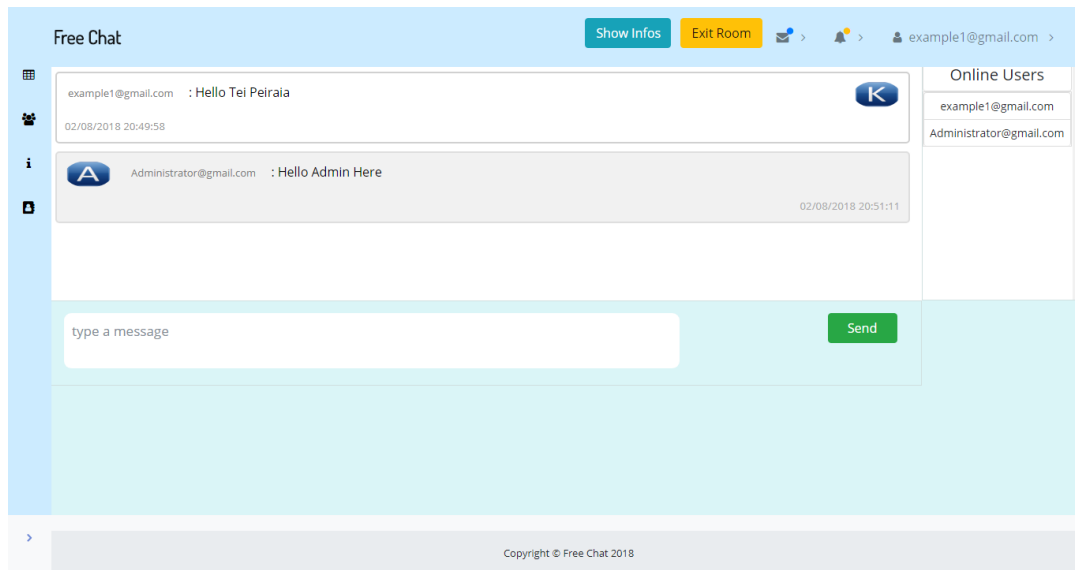 Free Chat
Show Infos
Exit Room
example1@gmail.com
example1@gmail.com : Hello Tei Peiraia
K
02/08/2018 20:49:58
A
Administrator@gmail.com : Hello Admin Here
02/08/2018 20:51:11
Online Users
example1@gmail.com
Administrator@gmail.com
type a message
Send
Copyright © Free Chat 2018